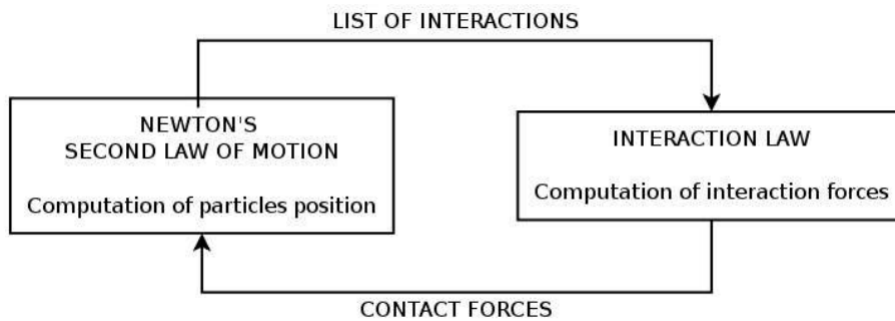 LIST OF INTERACTIONS
NEWTON'S
SECOND LAW OF MOTION
Computation of particles position
INTERACTION LAW
Computation of interaction forces
CONTACT FORCES